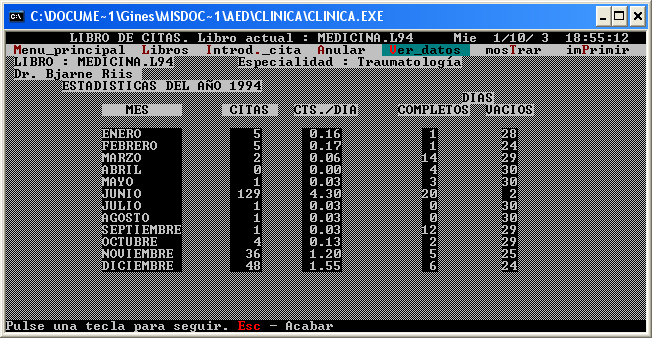 C:\DOCUME~1\Gines\MISDOC~1\AED\CLINICA\CLINICA.EXE
LIBRO DE CITAS. Libro actual : MEDICINA.L94 Mie 1/10/ 3 18:55:12
Menu_principal Libros Introd._cita Anular Ver_datos mosTrar imPrimir
LIBRO : MEDICINA.L94 Especialidad : Traumatología
Dr. Bjarne Riis
ESTADISTICAS DEL AÑO 1994 DIAS
MES CITAS CTS./DIA COMPLETOS VACIOS
ENERO 5 0.16 1 28
FEBRERO 5 0.17 1 24
MARZO 2 0.06 14 29
ABRIL 0 0.00 4 30
MAYO 1 0.03 3 30
JUNIO 129 4.30 20 2
JULIO 1 0.03 0 30
AGOSTO 1 0.03 0 30
SEPTIEMBRE 1 0.03 12 29
OCTUBRE 4 0.13 2 29
NOVIEMBRE 36 1.20 5 25
DICIEMBRE 48 1.55 6 24
Pulse una tecla para seguir. Esc - Acabar